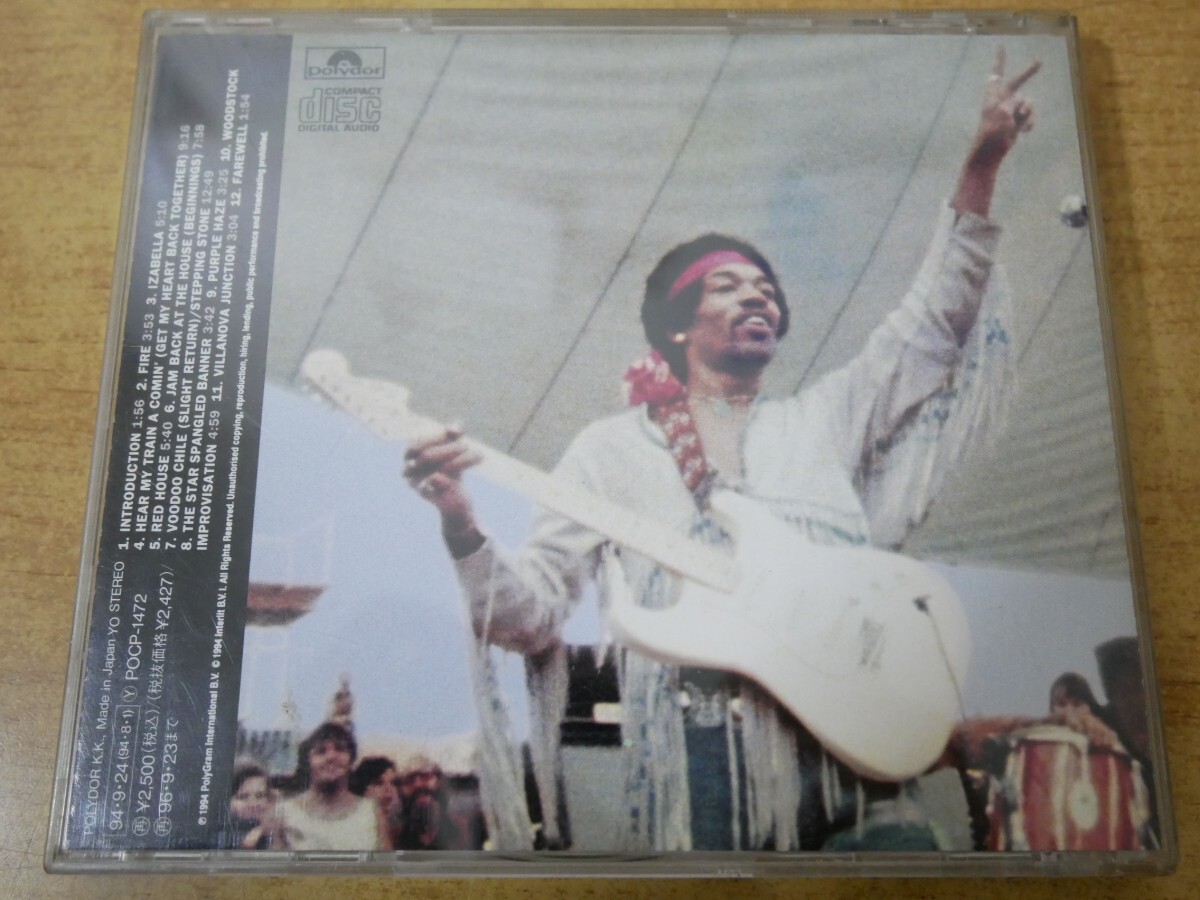 Polydor
COMPACT
disc
DIGITAL AUDIO
1. INTRODUCTION 1:56 2. FIRE 3:53 3. IZABELLA 5:10
4. HEAR MY TRAIN A COMIN' (GET MY HEART BACK TOGETHER) 9:16
5. RED HOUSE 5:40 6. JAM BACK AT THE HOUSE (BEGINNINGS) 7:58
7. VOODOO CHILE (SLIGHT RETURN)/STEPPING STONE 12:49
8. THE STAR SPANGLED BANNER 3:42 9. PURPLE HAZE 3:25 10. WOODSTOCK
IMPROVISATION 4:59 11. VILLANOVA JUNCTION 3:04 12. FAREWELL 1:54
℗ 1994 PolyGram International B.V. © 1994 Interlit B.V.I. All Rights Reserved. Unauthorised copying, reproduction, hiring, lending, public performance and broadcasting prohibited.
POLYDOR K.K., Made in Japan YO STEREO
94·9·24(94·8·1) Ⓨ POCP-1472
㊢ ¥2,500(税込)/(税抜価格¥2,427)/
㊢ 96·9·23まで